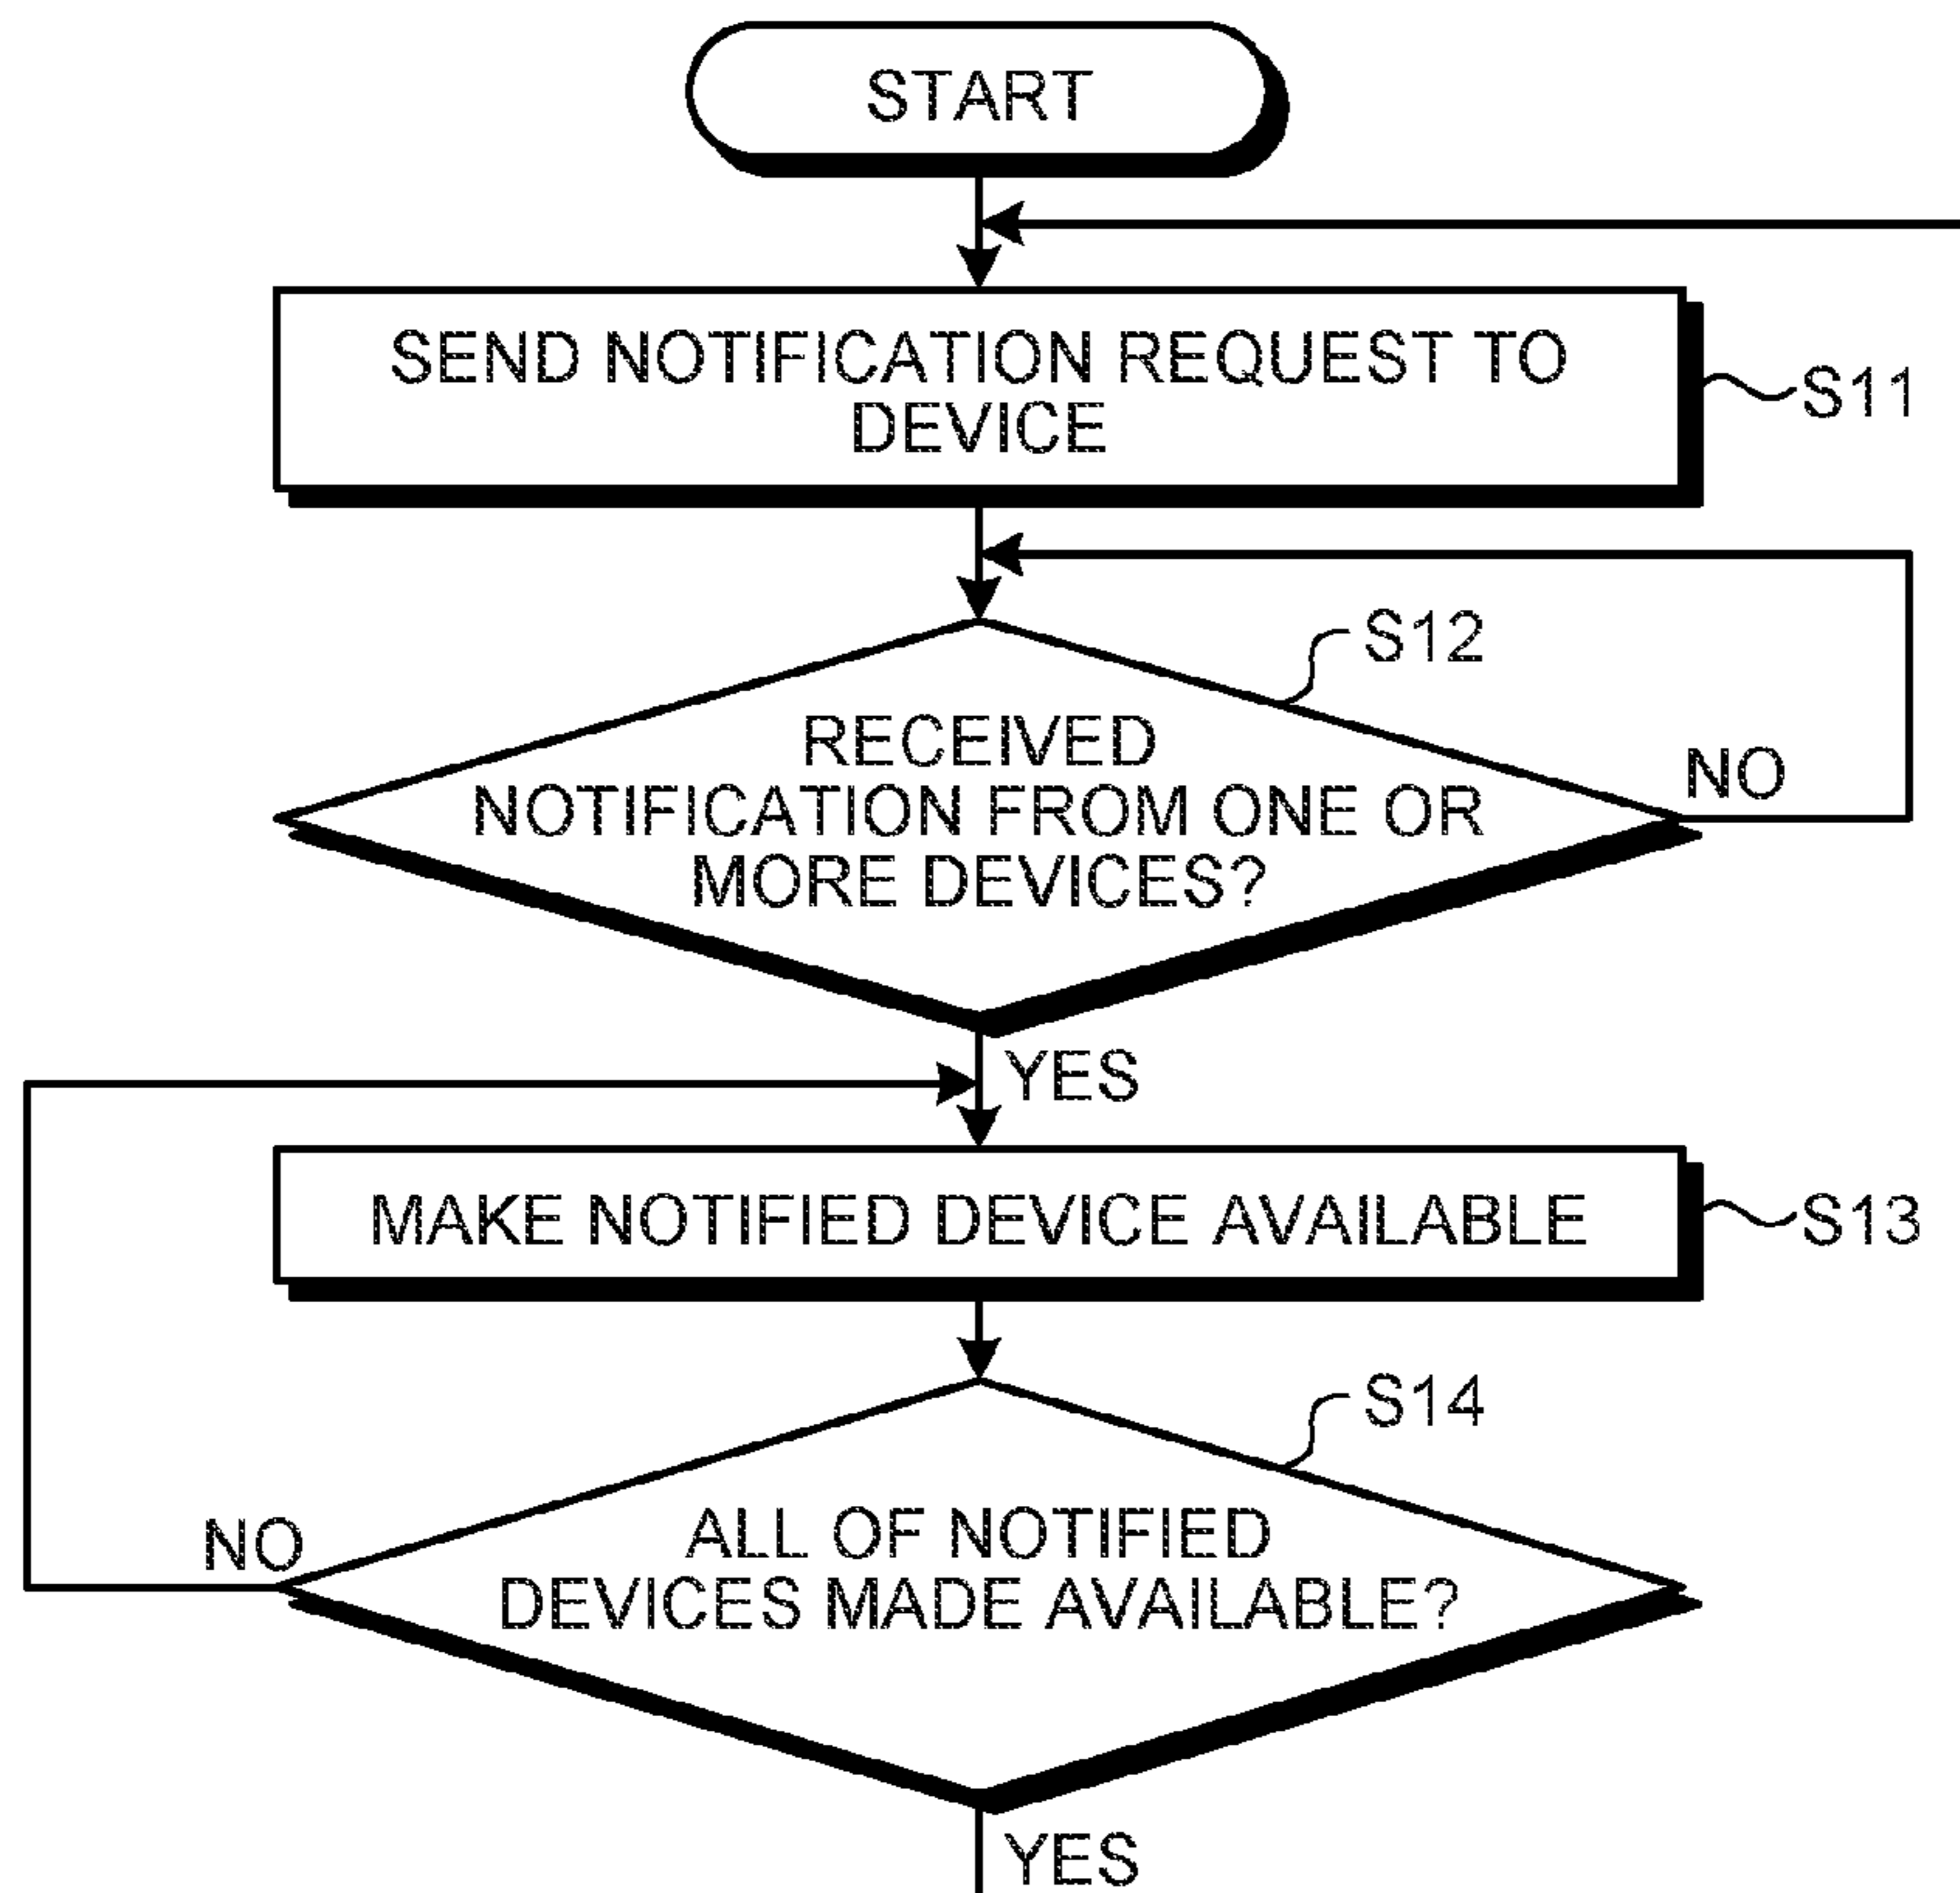 START
SEND NOTIFICATION REQUEST TO
DEVICE
S11
S12
RECEIVED
NOTIFICATION FROM ONE OR
MORE DEVICES?
NO
YES
MAKE NOTIFIED DEVICE AVAILABLE
S13
S14
ALL OF NOTIFIED
DEVICES MADE AVAILABLE?
NO
YES